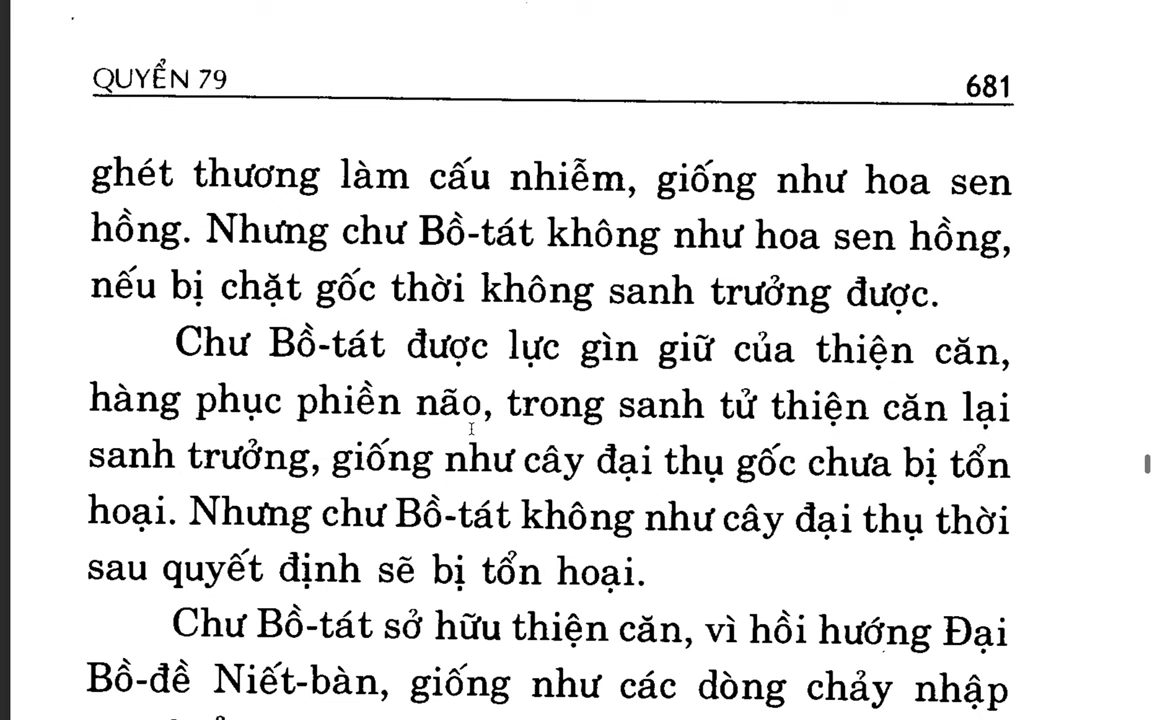 QUYỂN 79
681
ghét thương làm cấu nhiễm, giống như hoa sen
hồng. Nhưng chư Bồ-tát không như hoa sen hồng,
nếu bị chặt gốc thời không sanh trưởng được.
Chư Bồ-tát được lực gìn giữ của thiện căn,
hàng phục phiền não, trong sanh tử thiện căn lại
sanh trưởng, giống như cây đại thụ gốc chưa bị tổn
hoại. Nhưng chư Bồ-tát không như cây đại thụ thời
sau quyết định sẽ bị tổn hoại.
Chư Bồ-tát sở hữu thiện căn, vì hồi hướng Đại
Bồ-đề Niết-bàn, giống như các dòng chảy nhập